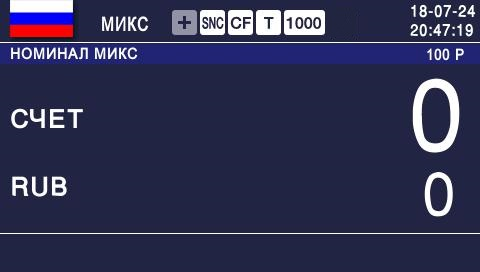 МИКС + SNC CF T 1000 18-07-24
20:47:19
НОМИНАЛ МИКС 100 Р
СЧЕТ 0
RUB 0